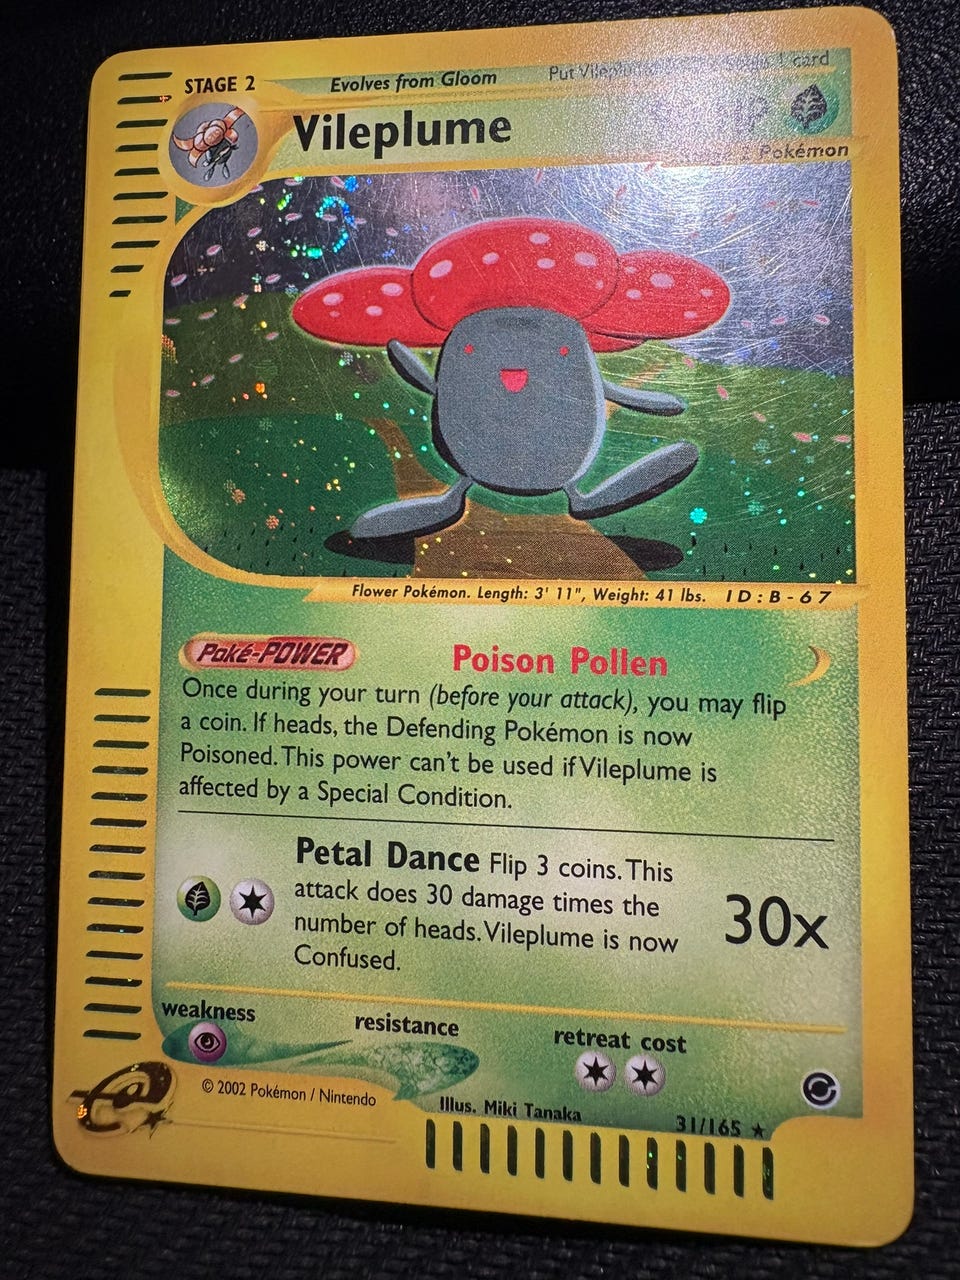 STAGE 2
Evolves from Gloom
Put Vileplume 1 card
Vileplume
2 Pokémon
Flower Pokémon. Length: 3' 11", Weight: 41 lbs. ID:B-67
Poké-POWER Poison Pollen
Once during your turn (before your attack), you may flip
a coin. If heads, the Defending Pokémon is now
Poisoned. This power can't be used if Vileplume is
affected by a Special Condition.
Petal Dance Flip 3 coins. This
attack does 30 damage times the
number of heads. Vileplume is now
Confused.
30x
weakness
resistance
retreat cost
© 2002 Pokémon / Nintendo
Illus. Miki Tanaka
31/165 ★
e